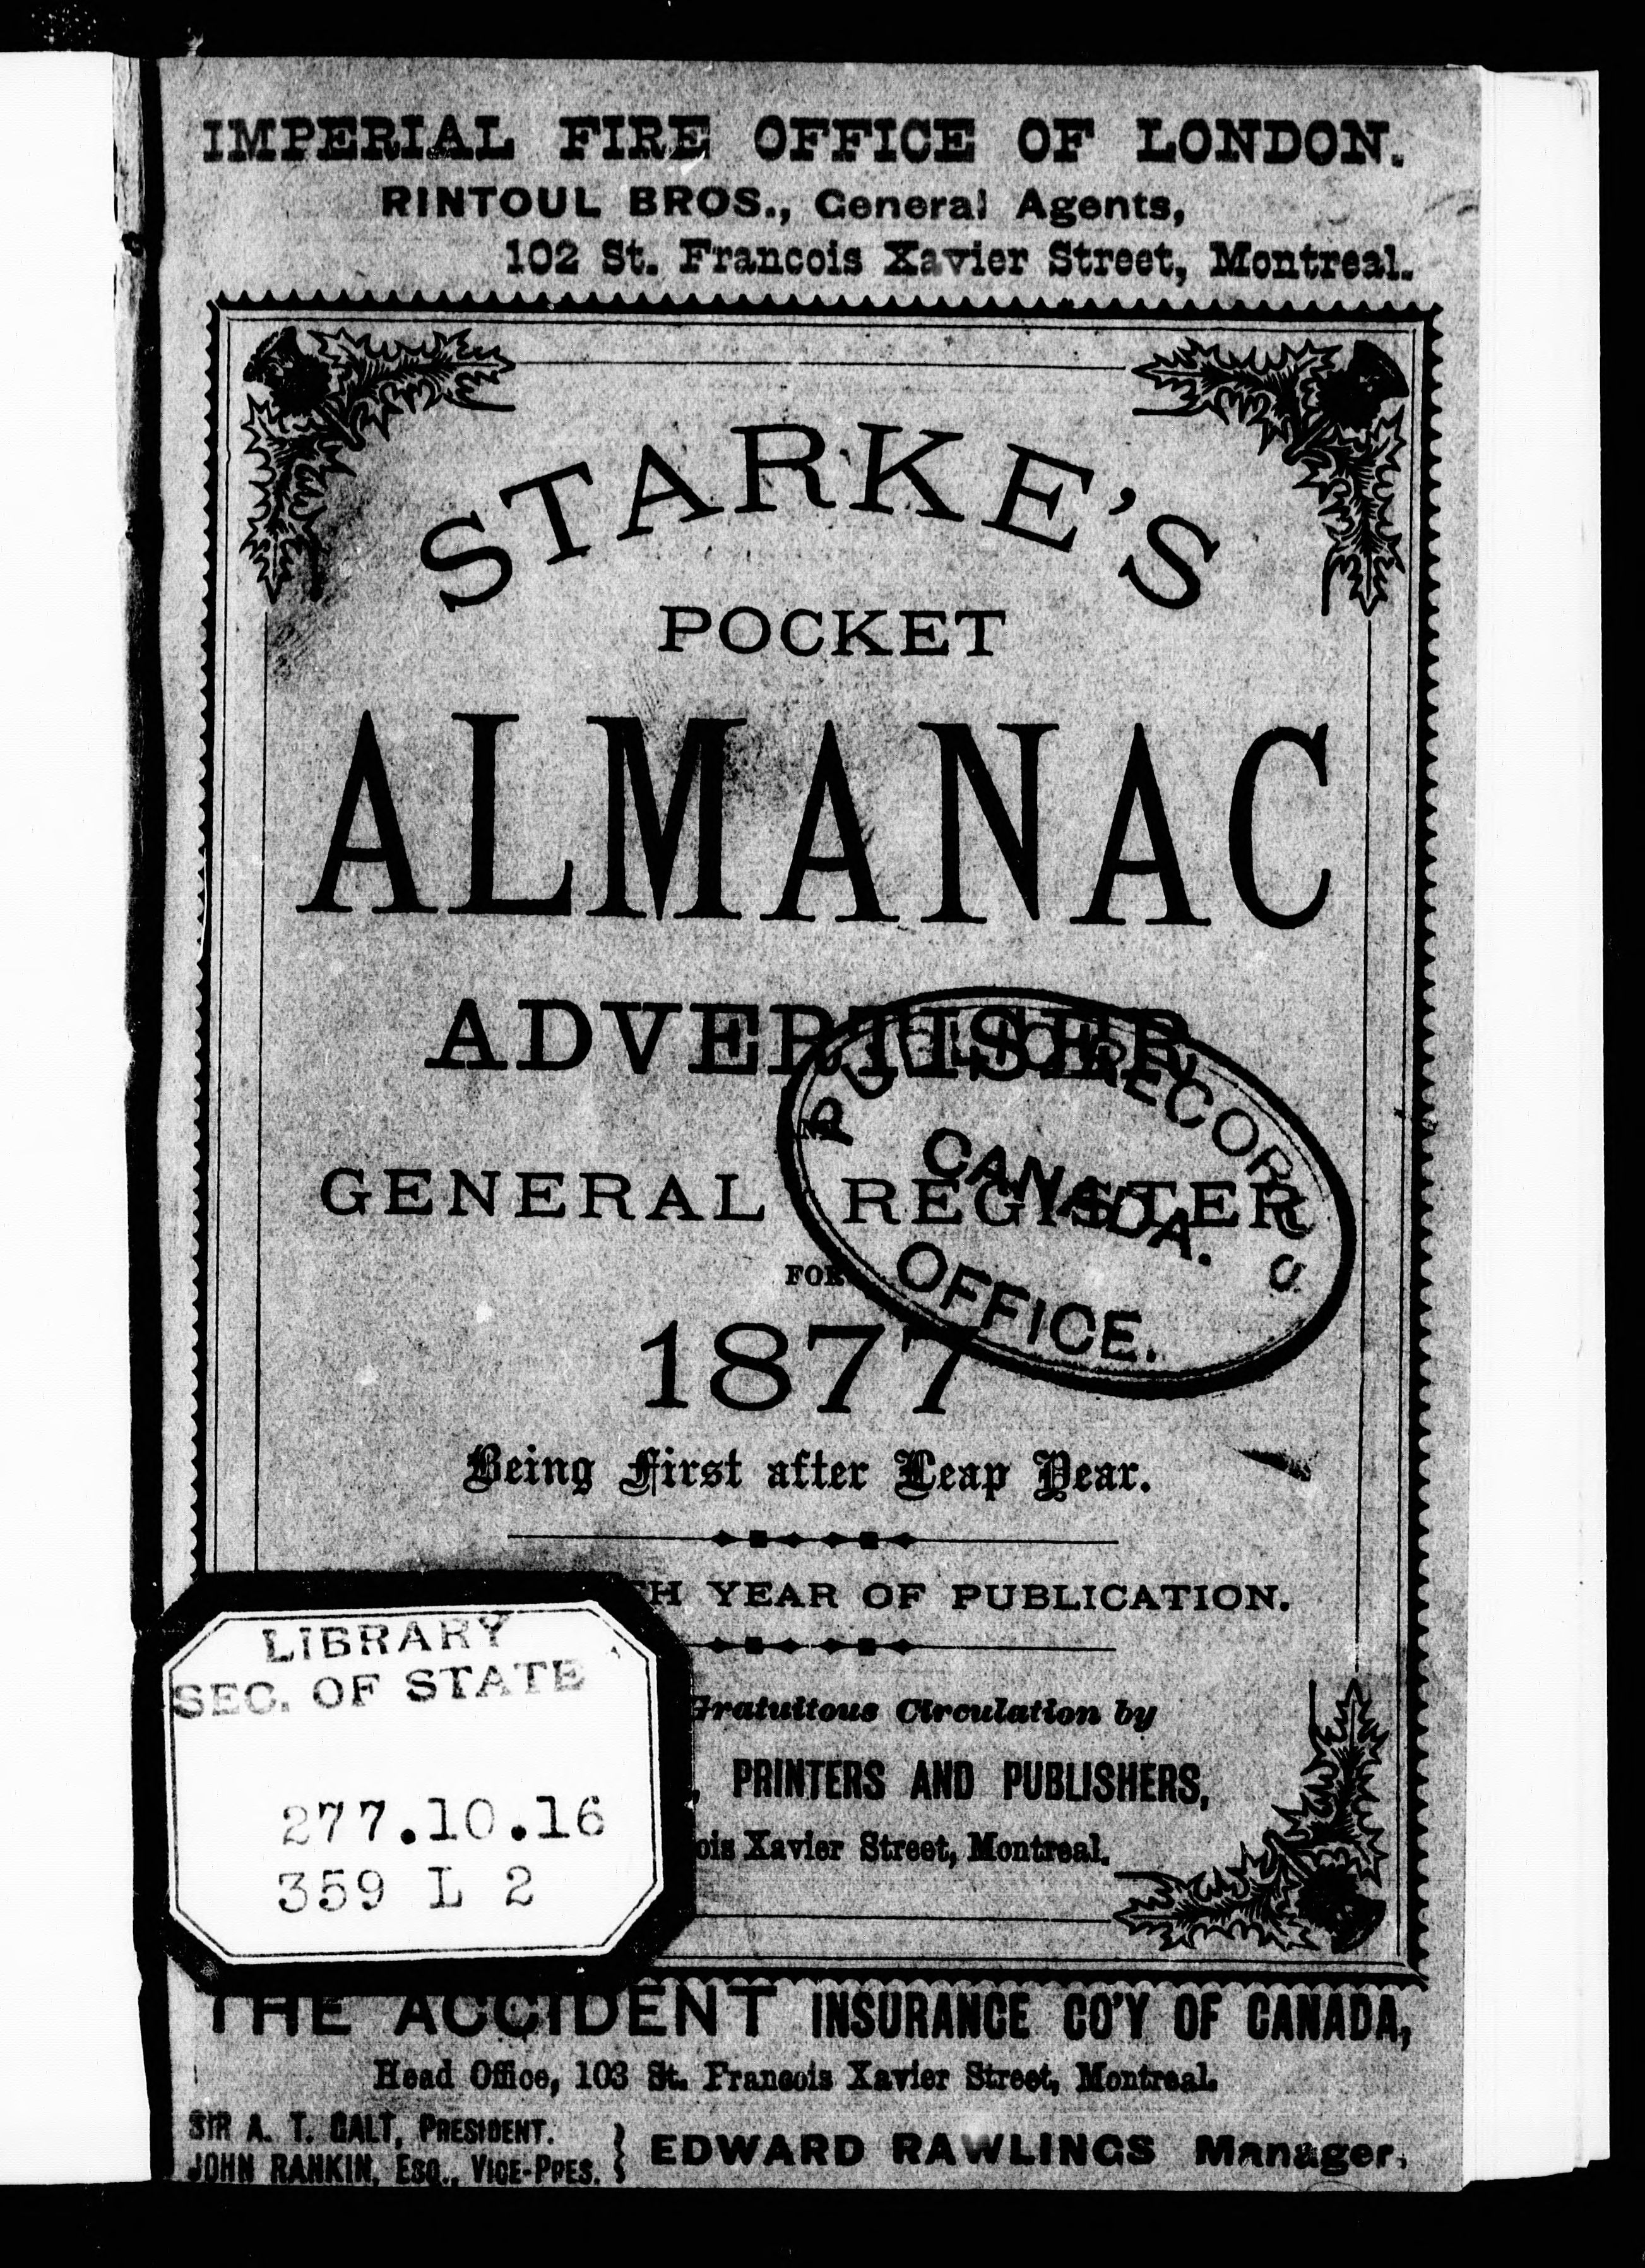 IMPERIAL FIRE OFFICE OF LONDON.
RINTOUL BROS., General Agents,
102 St. Francois Xavier Street, Montreal.
STARKE'S
POCKET
ALMANAC
ADVERTISER
GENERAL REGISTER
FOR
1877
PUBLIC RECORDS
CANADA.
OFFICE.
Being First after Leap Year.
TH YEAR OF PUBLICATION.
Gratuitous Circulation by
, PRINTERS AND PUBLISHERS,
ois Xavier Street, Montreal.
LIBRARY
SEC. OF STATE
277.10.16
359 L 2
THE ACCIDENT INSURANCE CO'Y OF CANADA,
Head Office, 103 St. Francois Xavier Street, Montreal.
SIR A. T. GALT, PRESIDENT.
JOHN RANKIN, ESQ., VICE-PRES.
EDWARD RAWLINGS Manager.